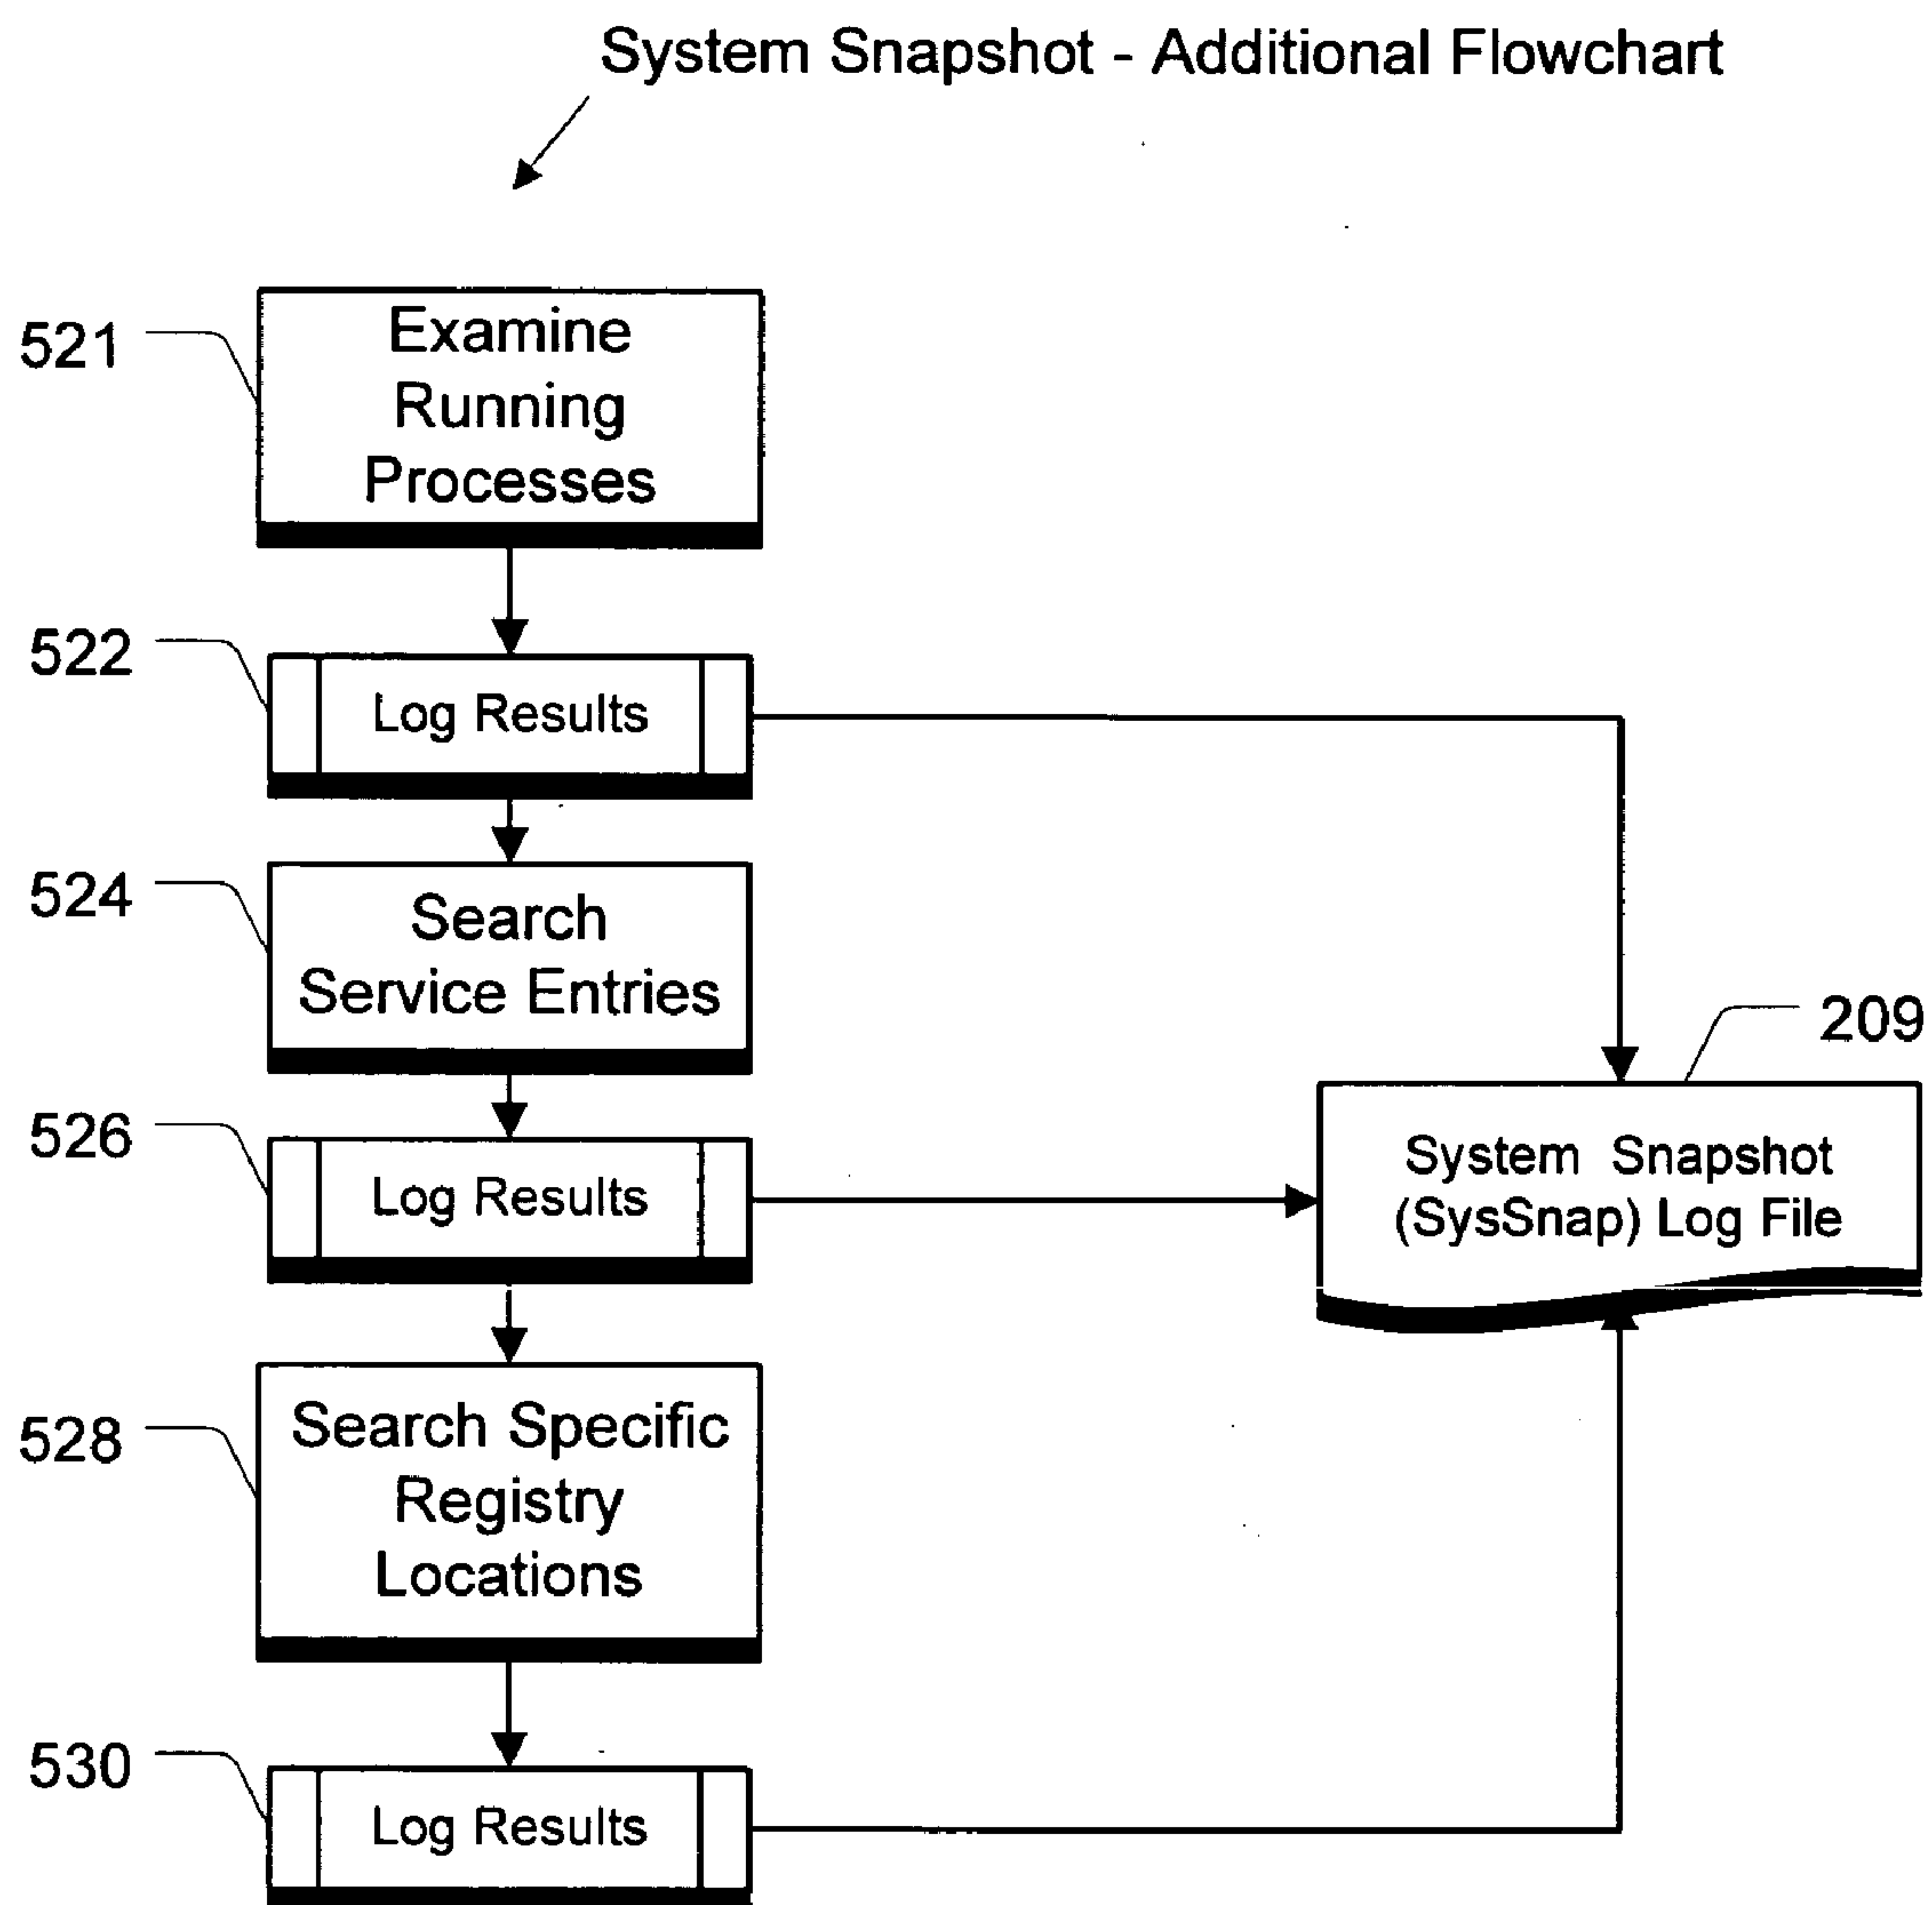 System Snapshot - Additional Flowchart
521
Examine
Running
Processes
522
Log Results
524
Search
Service Entries
209
526
Log Results
System Snapshot
(SysSnap) Log File
528
Search Specific
Registry
Locations
530
Log Results